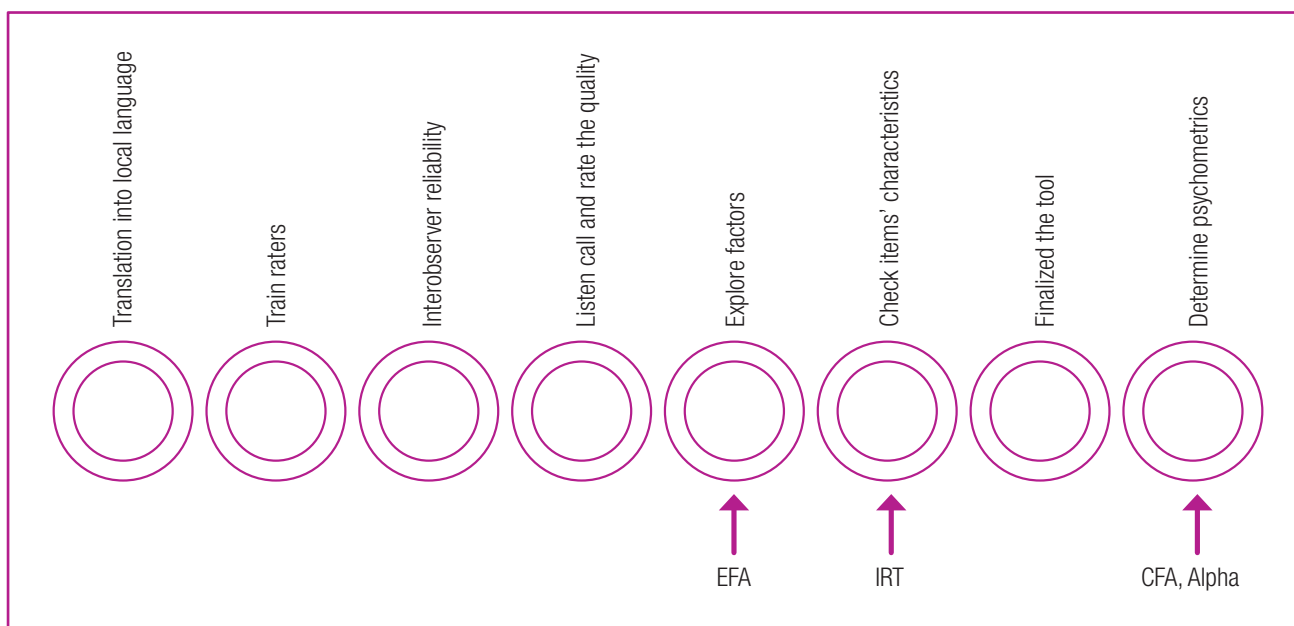 Translation into local language
Train raters
Interobserver reliability
Listen call and rate the quality
Explore factors
Check items’ characteristics
Finalized the tool
Determine psychometrics
EFA
IRT
CFA, Alpha